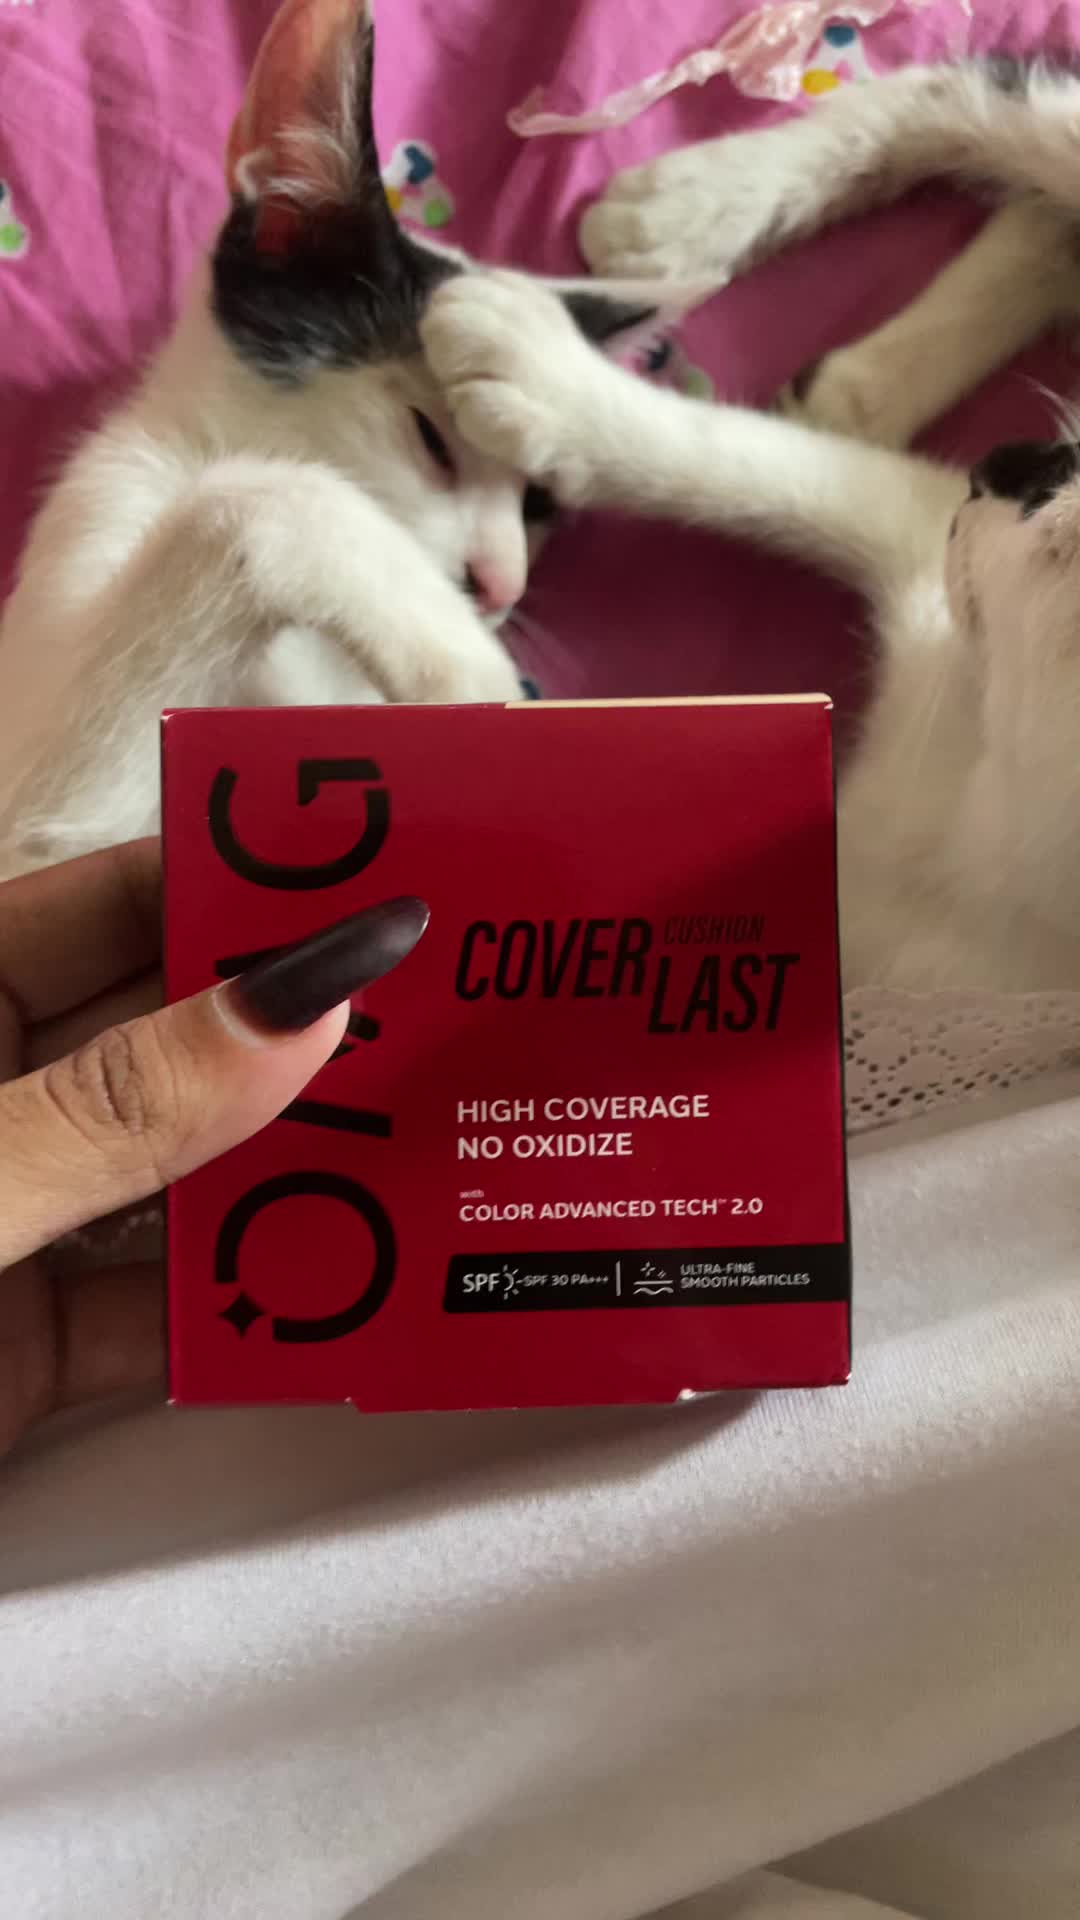 OMG
CUSHION
COVER LAST
HIGH COVERAGE
NO OXIDIZE
with
COLOR ADVANCED TECH™ 2.0
SPF SPF 30 PA+++ | ULTRA-FINE
SMOOTH PARTICLES